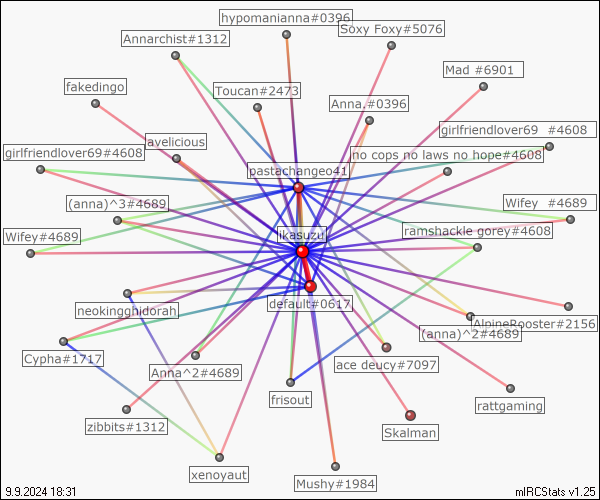 hypomanianna#0396
Soxy Foxy#5076
Annarchist#1312
Mad #6901
fakedingo
Toucan#2473
Anna,#0396
girlfriendlover69 #4608
avelicious
girlfriendlover69#4608
no cops no laws no hope#4608
pastachangeo41
(anna)^3#4689
Wifey #4689
Wifey#4689
ikasuzu
ramshackle gorey#4608
default#0617
neokingghidorah
AlpineRooster#2156
(anna)^2#4689
Cypha#1717
Anna^2#4689
ace deucy#7097
frisout
rattgaming
zibbits#1312
Skalman
xenoyaut
Mushy#1984
9.9.2024 18:31
mIRCStats v1.25